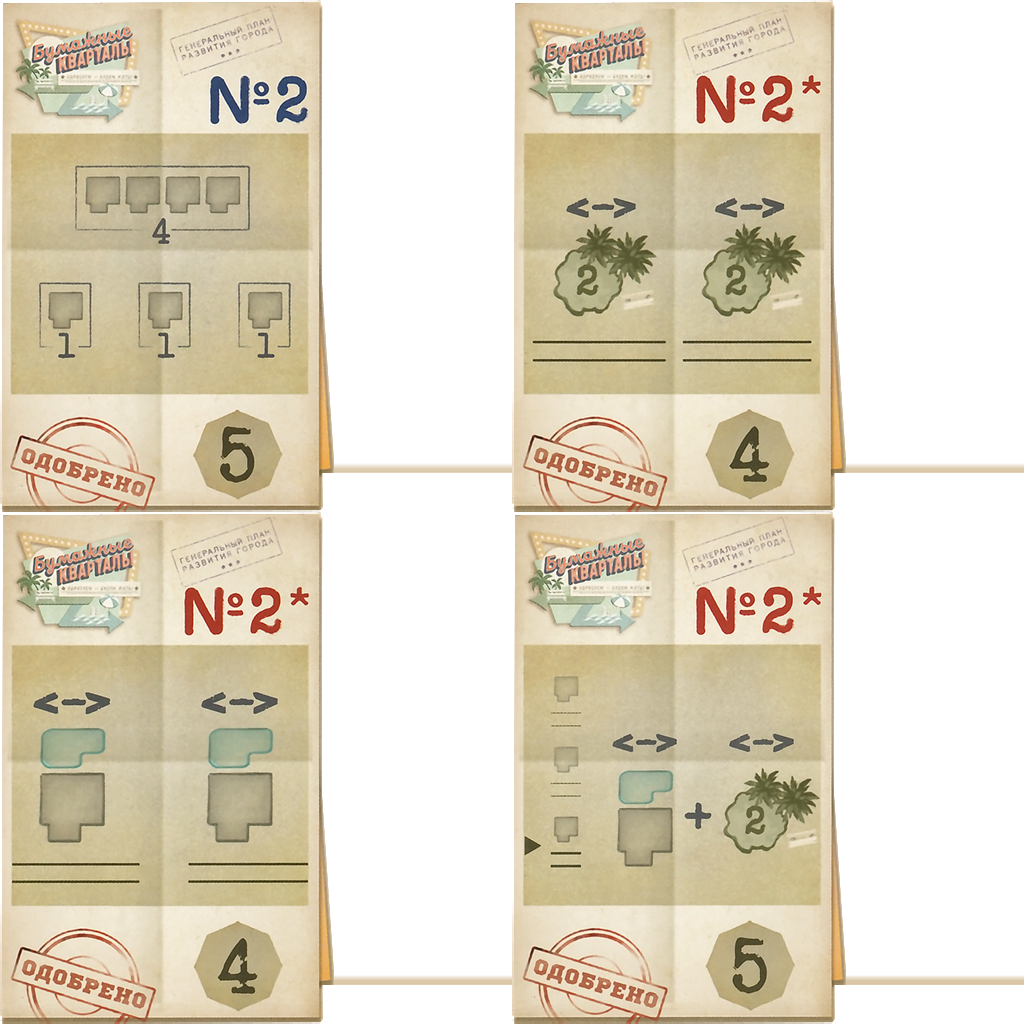 Бумажные
КВАРТАЛЫ
ГЕНЕРАЛЬНЫЙ ПЛАН
РАЗВИТИЯ ГОРОДА
№2
4
1 1 1
ОДОБРЕНО
5
Бумажные
КВАРТАЛЫ
ГЕНЕРАЛЬНЫЙ ПЛАН
РАЗВИТИЯ ГОРОДА
№2*
2 2
ОДОБРЕНО
4
Бумажные
КВАРТАЛЫ
ГЕНЕРАЛЬНЫЙ ПЛАН
РАЗВИТИЯ ГОРОДА
№2*
ОДОБРЕНО
4
Бумажные
КВАРТАЛЫ
ГЕНЕРАЛЬНЫЙ ПЛАН
РАЗВИТИЯ ГОРОДА
№2*
+ 2
ОДОБРЕНО
5